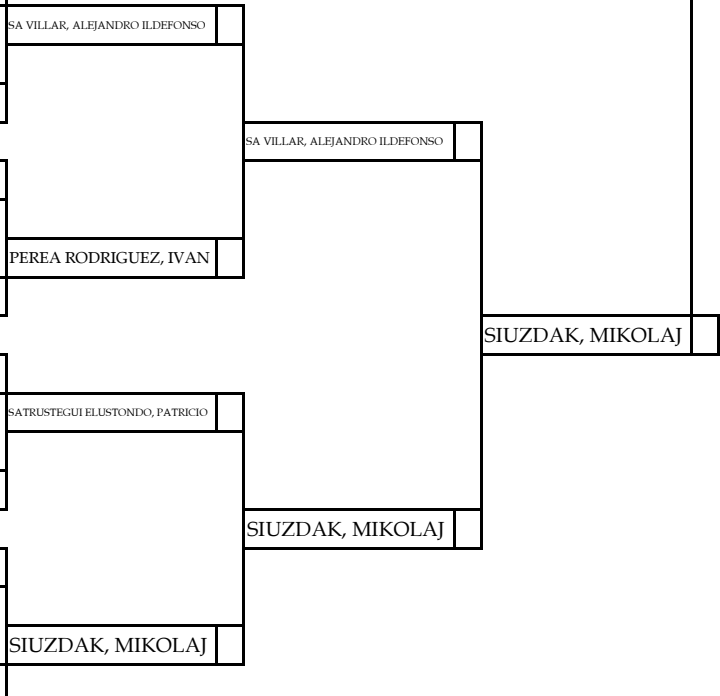 SA VILLAR, ALEJANDRO ILDEFONSO
SA VILLAR, ALEJANDRO ILDEFONSO
PEREA RODRIGUEZ, IVAN
SIUZDAK, MIKOLAJ
SATRUSTEGUI ELUSTONDO, PATRICIO
SIUZDAK, MIKOLAJ
SIUZDAK, MIKOLAJ